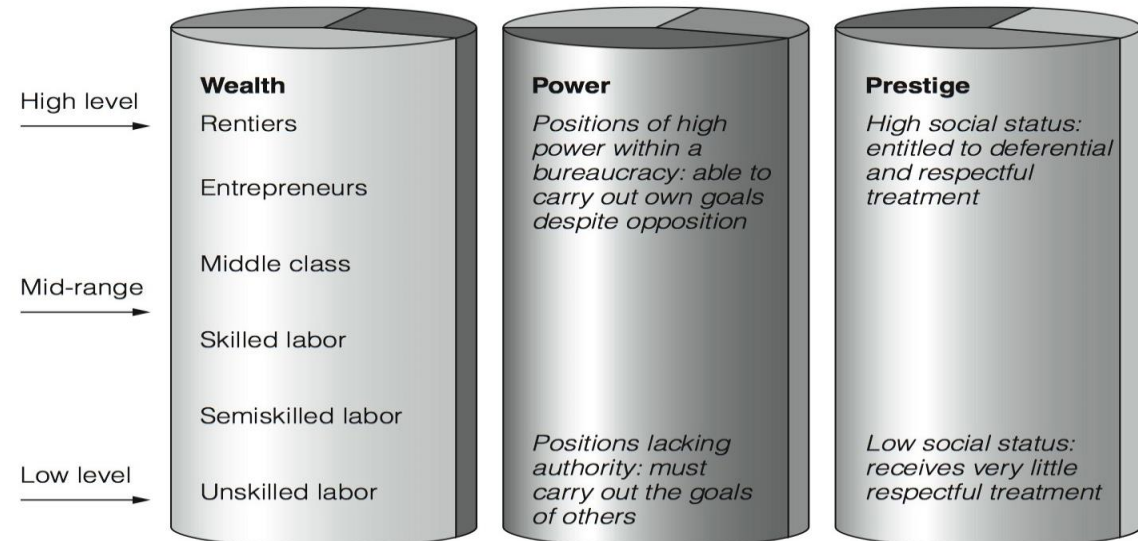 High level
Mid-range
Low level
Wealth
Rentiers
Entrepreneurs
Middle class
Skilled labor
Semiskilled labor
Unskilled labor
Power
Positions of high
power within a
bureaucracy: able to
carry out own goals
despite opposition
Positions lacking
authority: must
carry out the goals
of others
Prestige
High social status:
entitled to deferential
and respectful
treatment
Low social status:
receives very little
respectful treatment